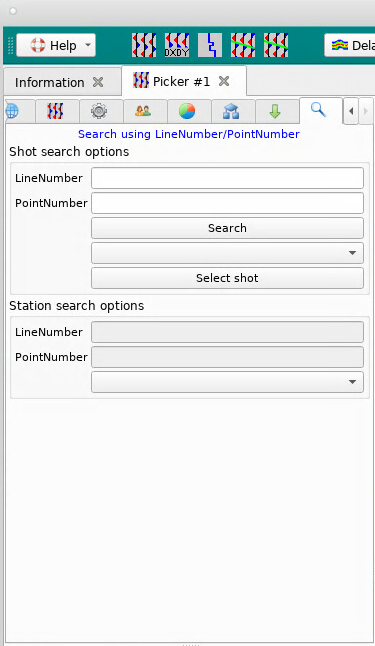 Help
DXDY
Dela
Information
Picker #1
Search using LineNumber/PointNumber
Shot search options
LineNumber
PointNumber
Search
Select shot
Station search options
LineNumber
PointNumber